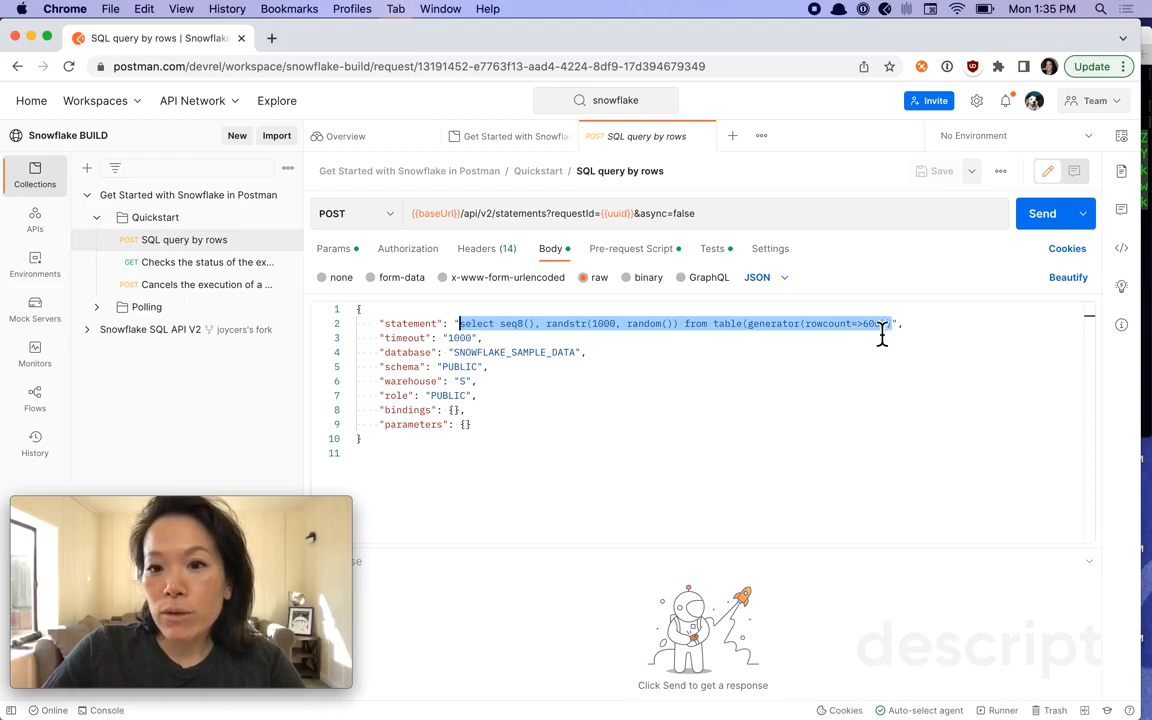 Chrome File Edit View History Bookmarks Profiles Tab Window Help Mon 1:35 PM
SQL query by rows | Snowflake
postman.com/devrel/workspace/snowflake-build/request/13191452-e7763f13-aad4-4224-8df9-17d394679349 Update
Home Workspaces API Network Explore snowflake Invite Team
Snowflake BUILD New Import Overview Get Started with Snowfla POST SQL query by rows No Environment
Collections
APIs
Environments
Mock Servers
Monitors
Flows
History
Get Started with Snowflake in Postman
Quickstart
POST SQL query by rows
GET Checks the status of the ex...
POST Cancels the execution of a ...
Polling
Snowflake SQL API V2 joycers's fork
Get Started with Snowflake in Postman / Quickstart / SQL query by rows Save
POST {{baseUrl}}/api/v2/statements?requestId={{uuid}}&async=false Send
Params Authorization Headers (14) Body Pre-request Script Tests Settings Cookies
none form-data x-www-form-urlencoded raw binary GraphQL JSON Beautify
1 {
2 "statement": "select seq8(), randstr(1000, random()) from table(generator(rowcount=>60
3 "timeout": "1000",
4 "database": "SNOWFLAKE_SAMPLE_DATA",
5 "schema": "PUBLIC",
6 "warehouse": "S",
7 "role": "PUBLIC",
8 "bindings": {},
9 "parameters": {}
10 }
11
se
Click Send to get a response
descript
Online Console Cookies Auto-select agent Runner Trash